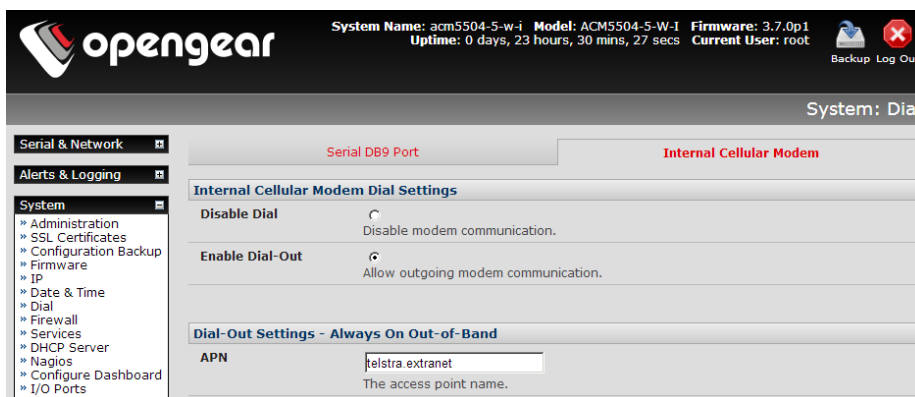 opengear
System Name: acm5504-5-w-i Model: ACM5504-5-W-I Firmware: 3.7.0p1
Uptime: 0 days, 23 hours, 30 mins, 27 secs Current User: root
Backup Log Ou
System: Dia
Serial & Network
Alerts & Logging
System
» Administration
» SSL Certificates
» Configuration Backup
» Firmware
» IP
» Date & Time
» Dial
» Firewall
» Services
» DHCP Server
» Nagios
» Configure Dashboard
» I/O Ports
Serial DB9 Port
Internal Cellular Modem
Internal Cellular Modem Dial Settings
Disable Dial
Disable modem communication.
Enable Dial-Out
Allow outgoing modem communication.
Dial-Out Settings - Always On Out-of-Band
APN
telstra.extranet
The access point name.